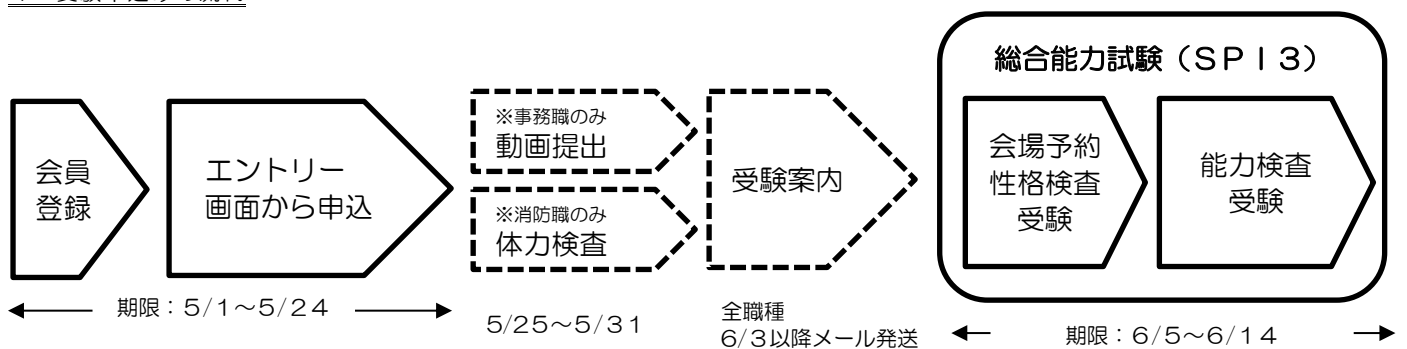 会員
登録
エントリー
画面から申込
※事務職のみ
動画提出
※消防職のみ
体力検査
受験案内
総合能力試験（ＳＰＩ３）
会場予約
性格検査
受験
能力検査
受験
期限：５/１～５/２４
５/２５～５/３１
全職種
６/３以降メール発送
期限：６/５～６/１４